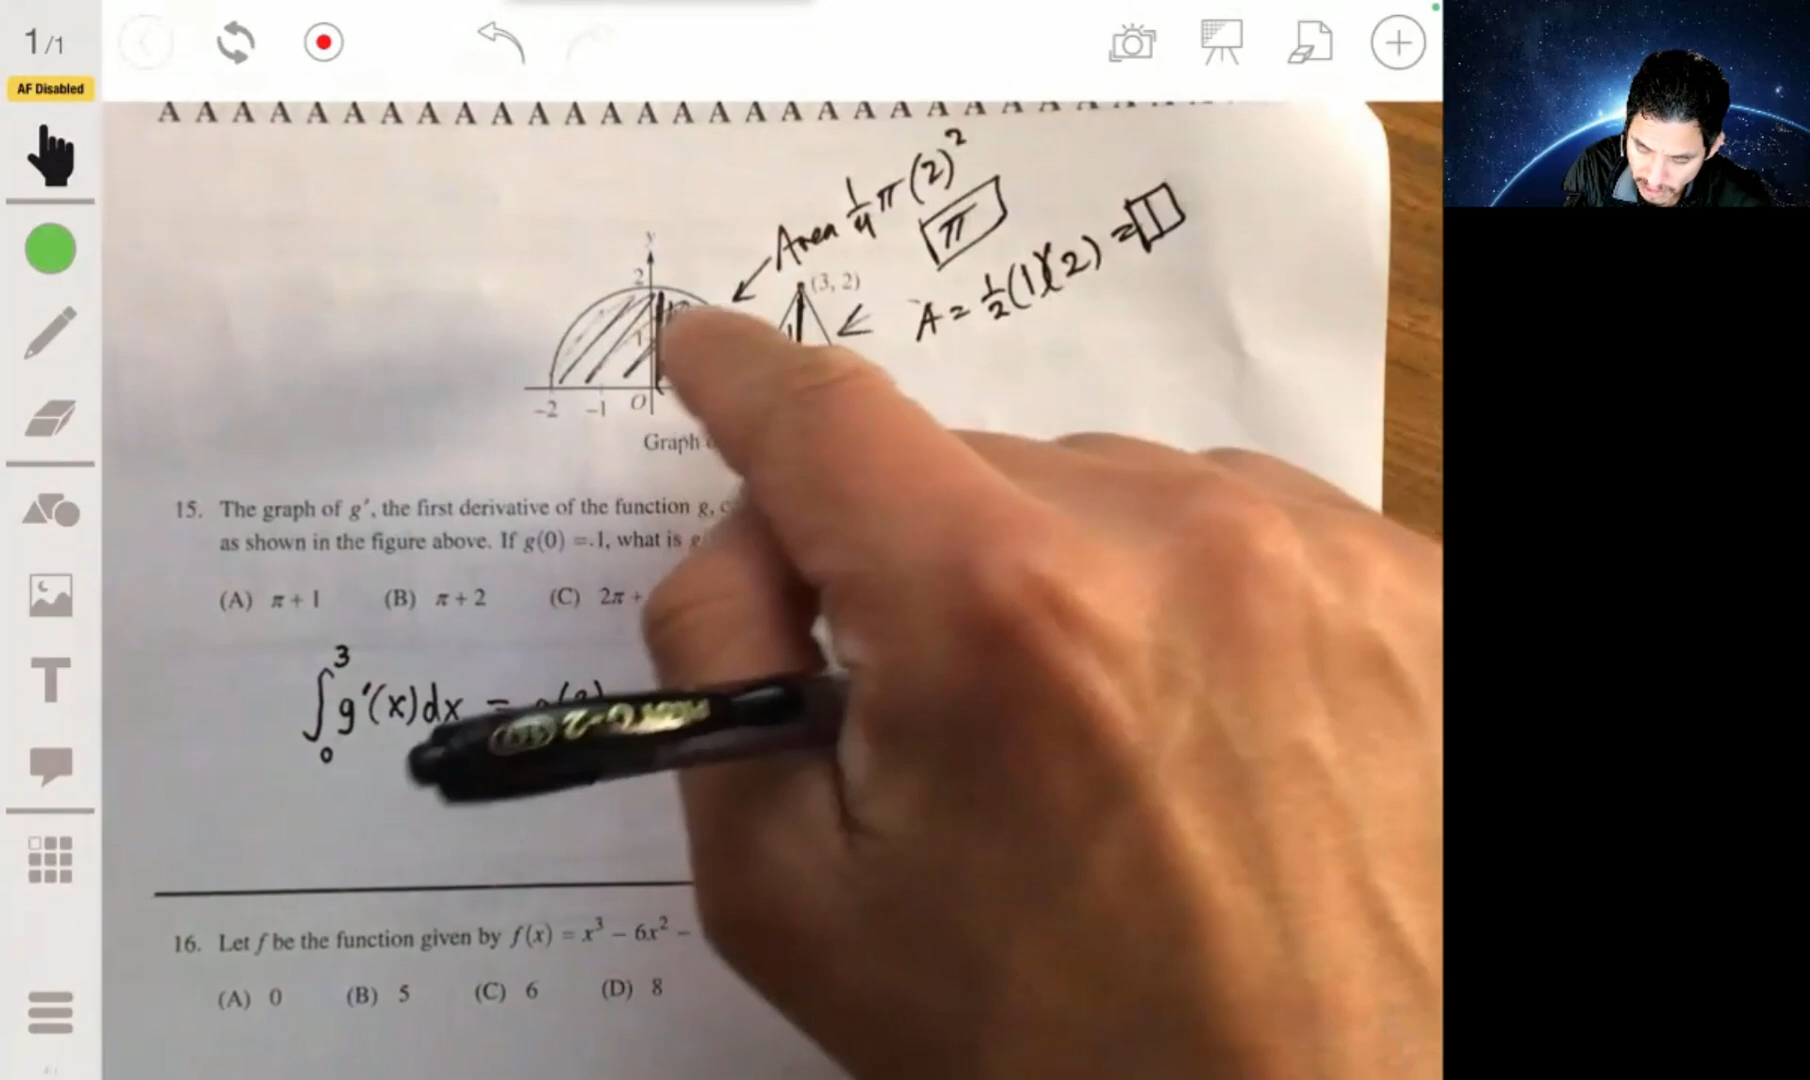 1/1
AF Disabled
A A A A A A A A A A A A A A A A A A A A A A A A A A A A A
Area 1/4 π (2)²
π
A = 1/2 (1)(2) = 1
y
2
(3, 2)
1
-2 -1 O
Graph
15. The graph of g′, the first derivative of the function g,
as shown in the figure above. If g(0) = 1, what is
(A) π + 1 (B) π + 2 (C) 2π +
∫₀³ g′(x)dx =
G-2
16. Let f be the function given by f(x) = x³ – 6x² –
(A) 0 (B) 5 (C) 6 (D) 8
T